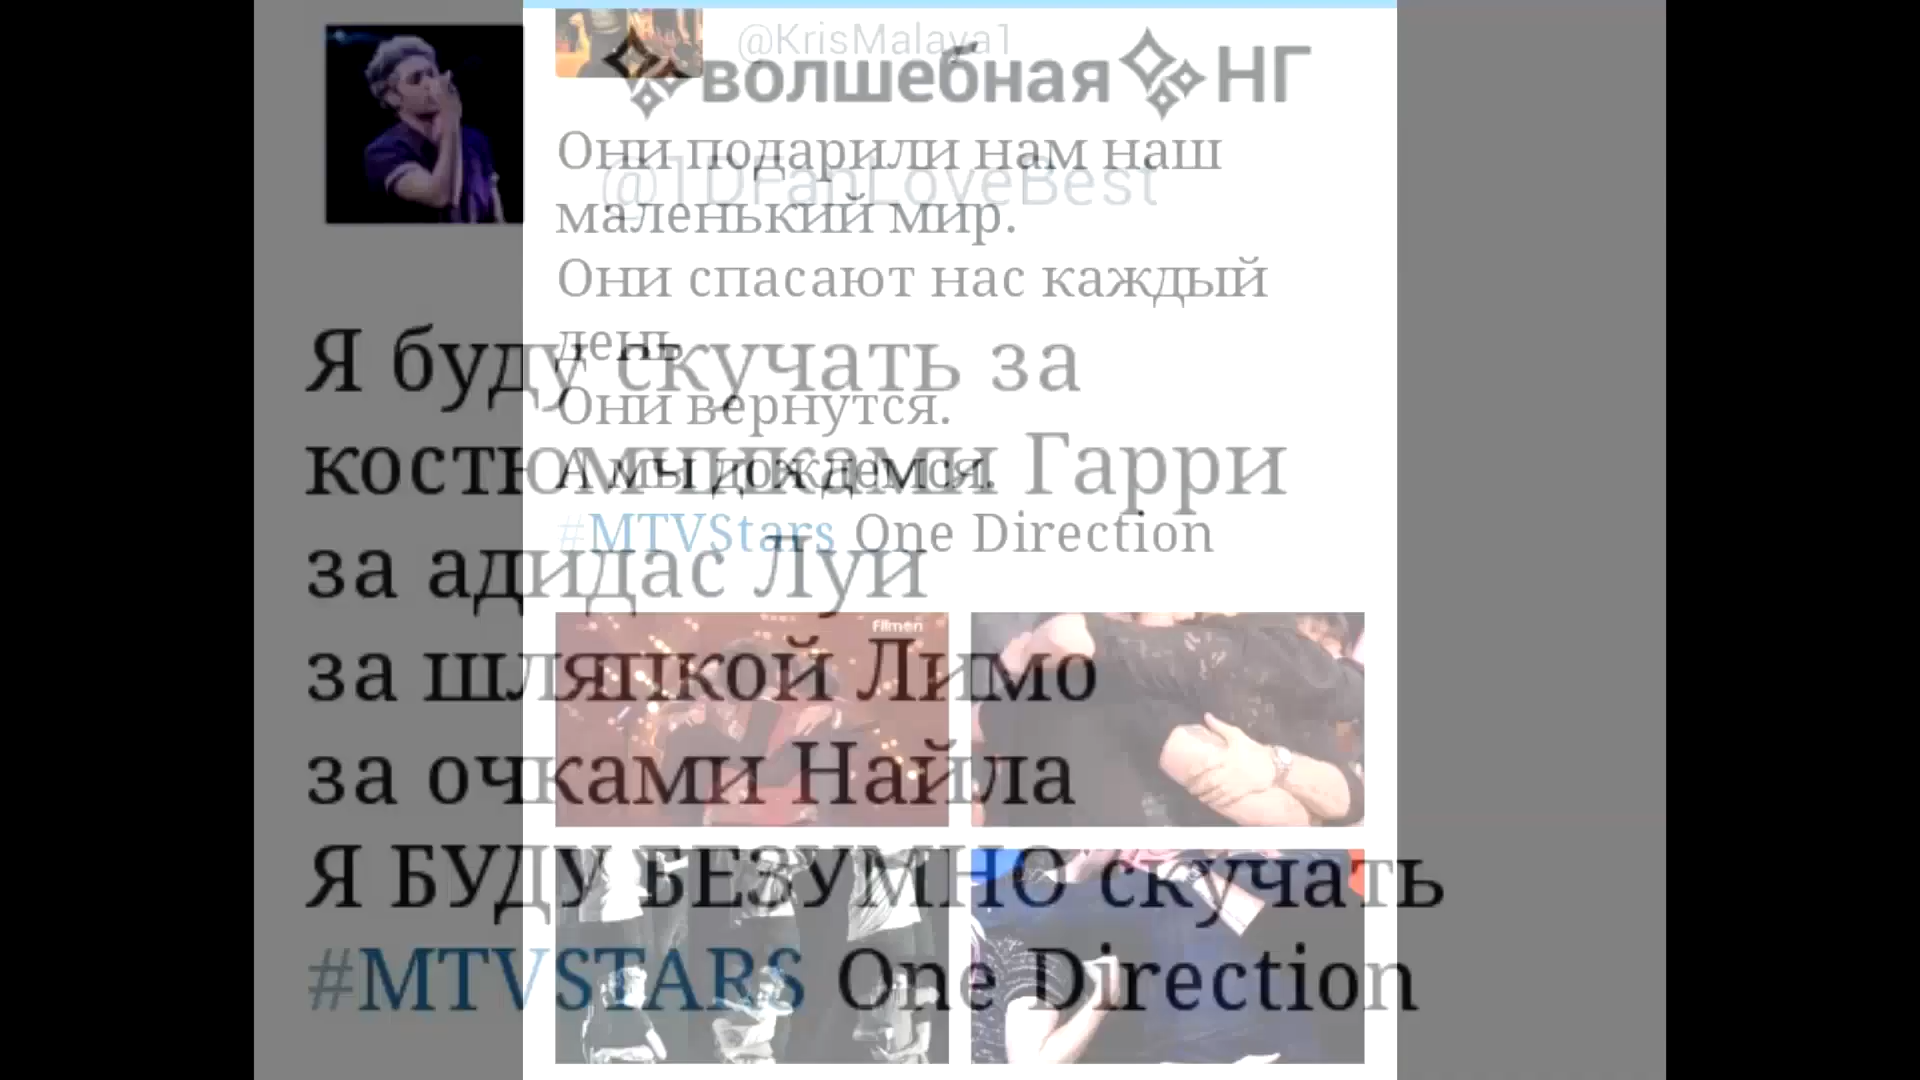 @KrisMalaya1
волшебная НГ
@1DFanLoveBest
Они подарили нам наш
маленький мир.
Они спасают нас каждый
день
Они вернутся.
А мы дождемся.
#MTVStars One Direction
Filmen
Я буду скучать за
костюмчиками Гарри
за адидас Луи
за шляпкой Лимо
за очками Найла
Я БУДУ БЕЗУМНО скучать
#MTVSTARS One Direction